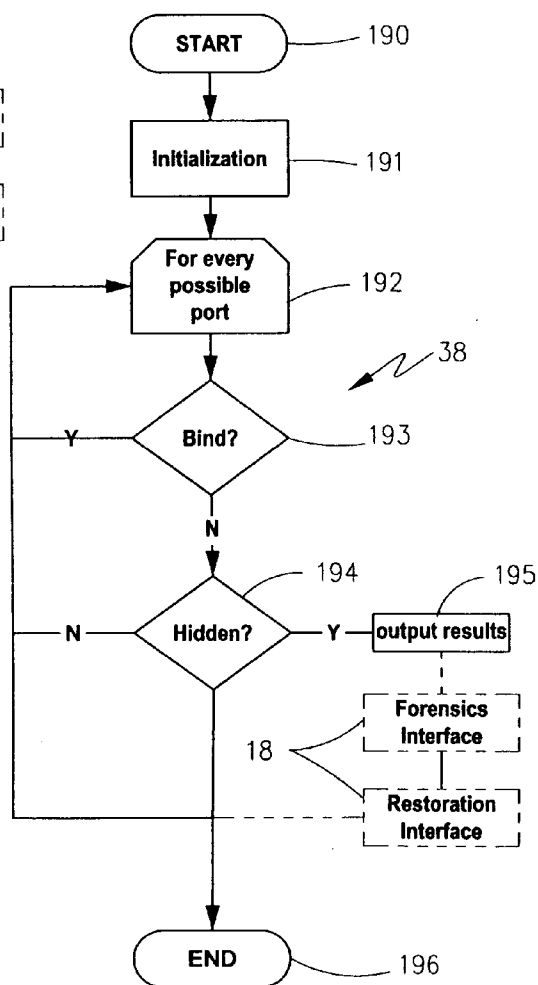 START
190
Initialization
191
For every
possible
port
192
38
Y
Bind?
193
N
194
195
N
Hidden?
Y
output results
Forensics
Interface
18
Restoration
Interface
END
196